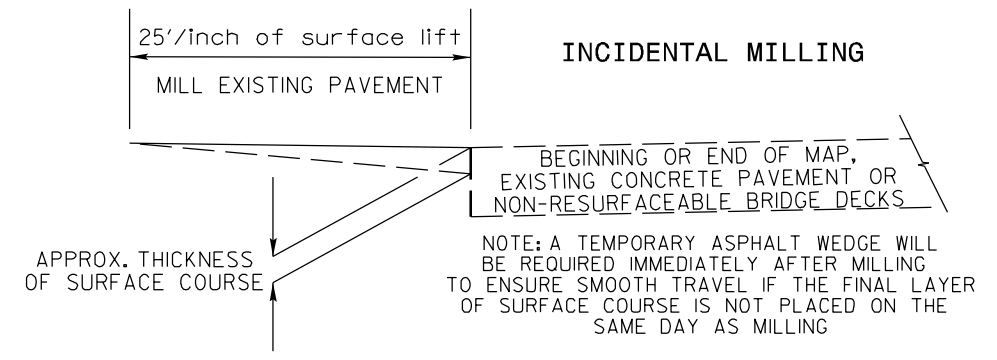 25'/inch of surface lift
INCIDENTAL MILLING
MILL EXISTING PAVEMENT
BEGINNING OR END OF MAP,
EXISTING CONCRETE PAVEMENT OR
NON-RESURFACEABLE BRIDGE DECKS
APPROX. THICKNESS
OF SURFACE COURSE
NOTE: A TEMPORARY ASPHALT WEDGE WILL
BE REQUIRED IMMEDIATELY AFTER MILLING
TO ENSURE SMOOTH TRAVEL IF THE FINAL LAYER
OF SURFACE COURSE IS NOT PLACED ON THE
SAME DAY AS MILLING